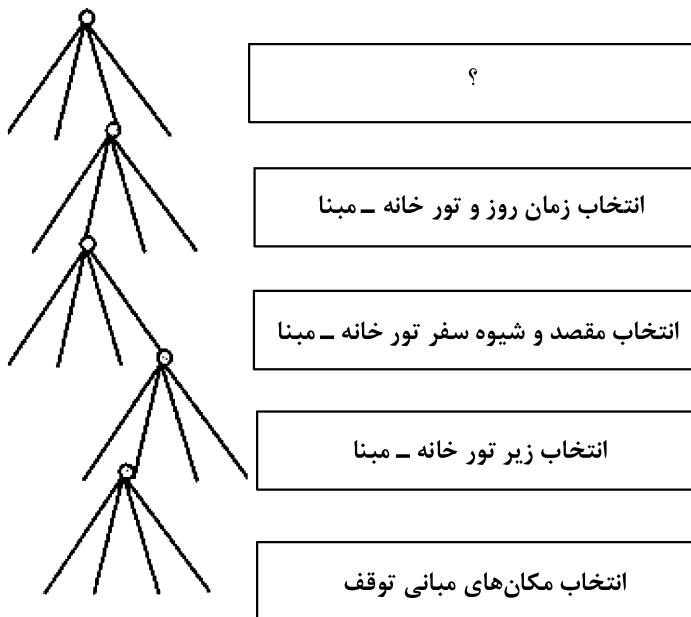 ؟
انتخاب زمان روز و تور خانه ـ مبنا
انتخاب مقصد و شیوه سفر تور خانه ـ مبنا
انتخاب زیر تور خانه ـ مبنا
انتخاب مکان‌های مبانی توقف